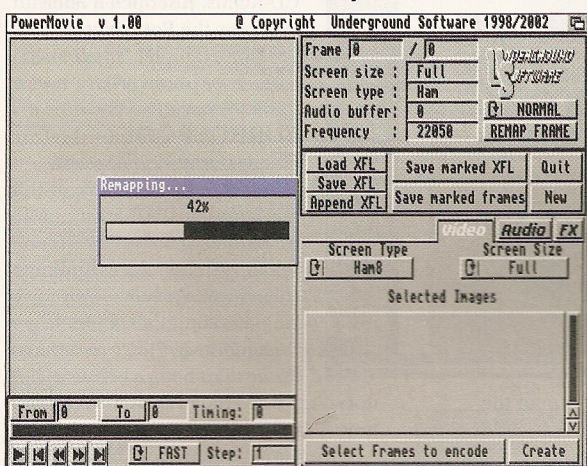 PowerMovie v 1.00 @ Copyright Underground Software 1998/2002
Frame 0 / 0
Screen size : Full
Screen type : Ham
Audio buffer: 0
Frequency : 22050
UNDERGROUND
SOFTWARE
NORMAL
REMAP FRAME
Load XFL
Save XFL
Append XFL
Save marked XFL
Save marked frames
Quit
New
Remapping...
42%
Video Audio FX
Screen Type Screen Size
Ham8 Full
Selected Images
From 0 To 0 Timing: 0
FAST Step: 1
Select Frames to encode Create